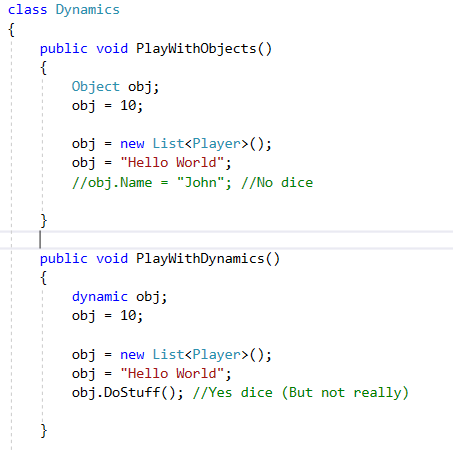 class Dynamics
{
public void PlayWithObjects()
{
Object obj;
obj = 10;
obj = new List<Player>();
obj = "Hello World";
//obj.Name = "John"; //No dice
}
public void PlayWithDynamics()
{
dynamic obj;
obj = 10;
obj = new List<Player>();
obj = "Hello World";
obj.DoStuff(); //Yes dice (But not really)
}